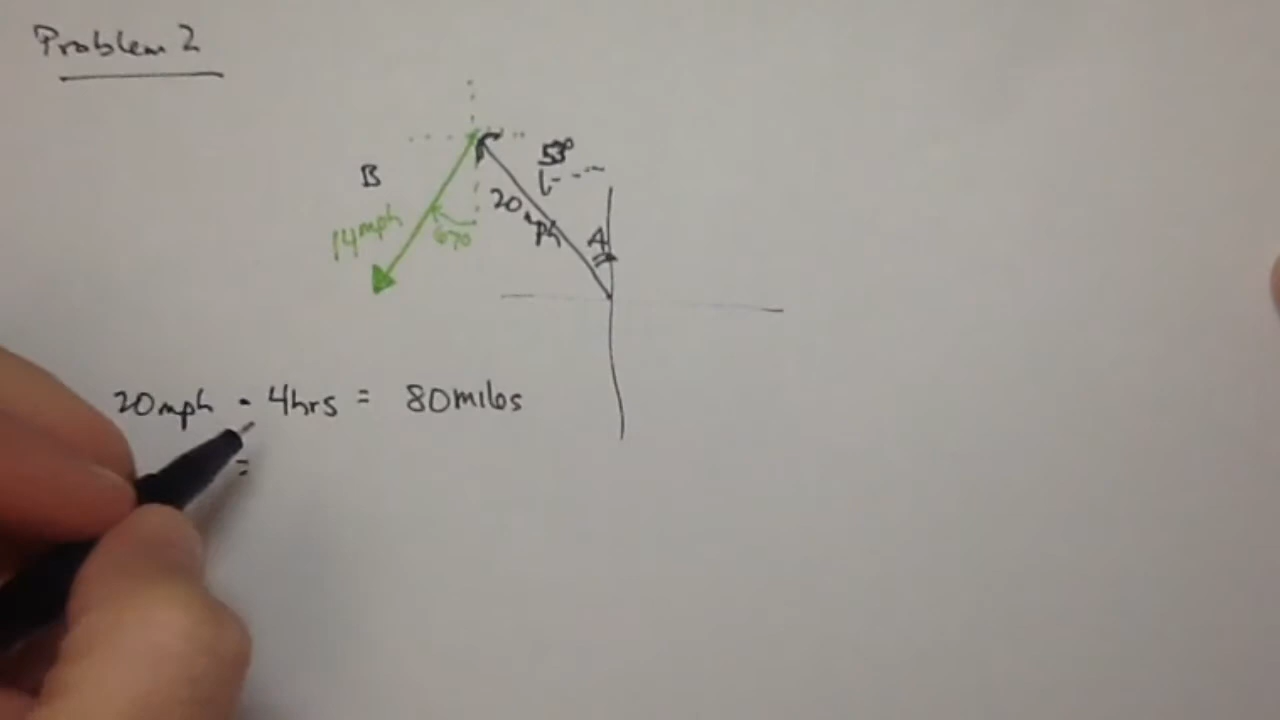 Problem 2
53°
B
20mph
14mph
A
67°
20mph · 4hrs = 80miles
=